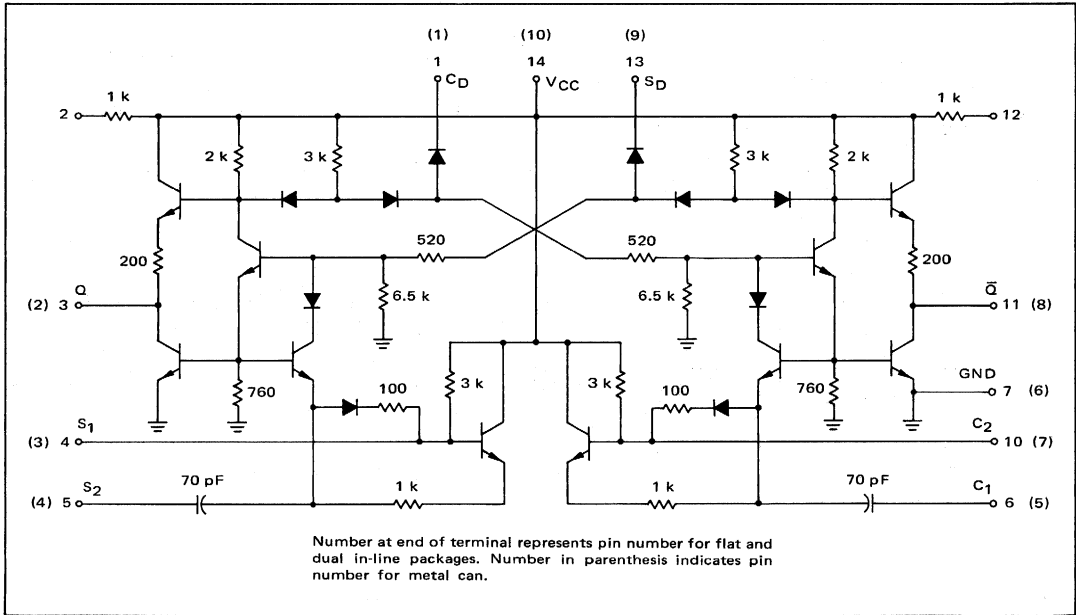 (1) (10) (9)
1 14 13
C_D V_CC S_D
1 k 1 k
2 12
2 k 3 k 3 k 2 k
520 520
200 200
Q Q̄
(2) 3 6.5 k 6.5 k 11 (8)
GND
760 3 k 3 k 760 7 (6)
100 100
S_1 C_2
(3) 4 10 (7)
S_2 70 pF 1 k 1 k 70 pF C_1
(4) 5 6 (5)
Number at end of terminal represents pin number for flat and
dual in-line packages. Number in parenthesis indicates pin
number for metal can.